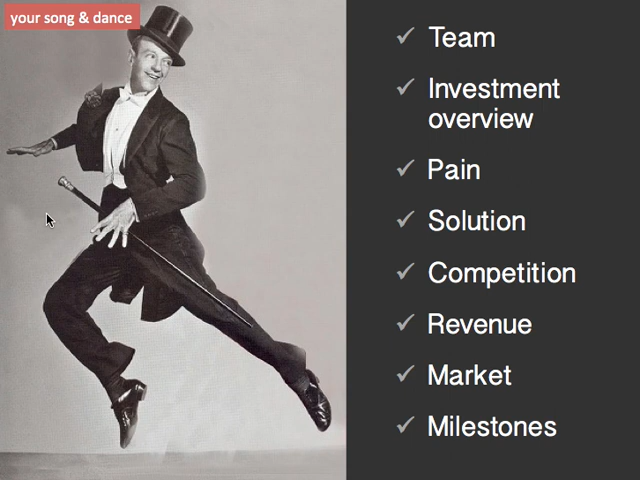 your song & dance
Team
Investment
overview
Pain
Solution
Competition
Revenue
Market
Milestones